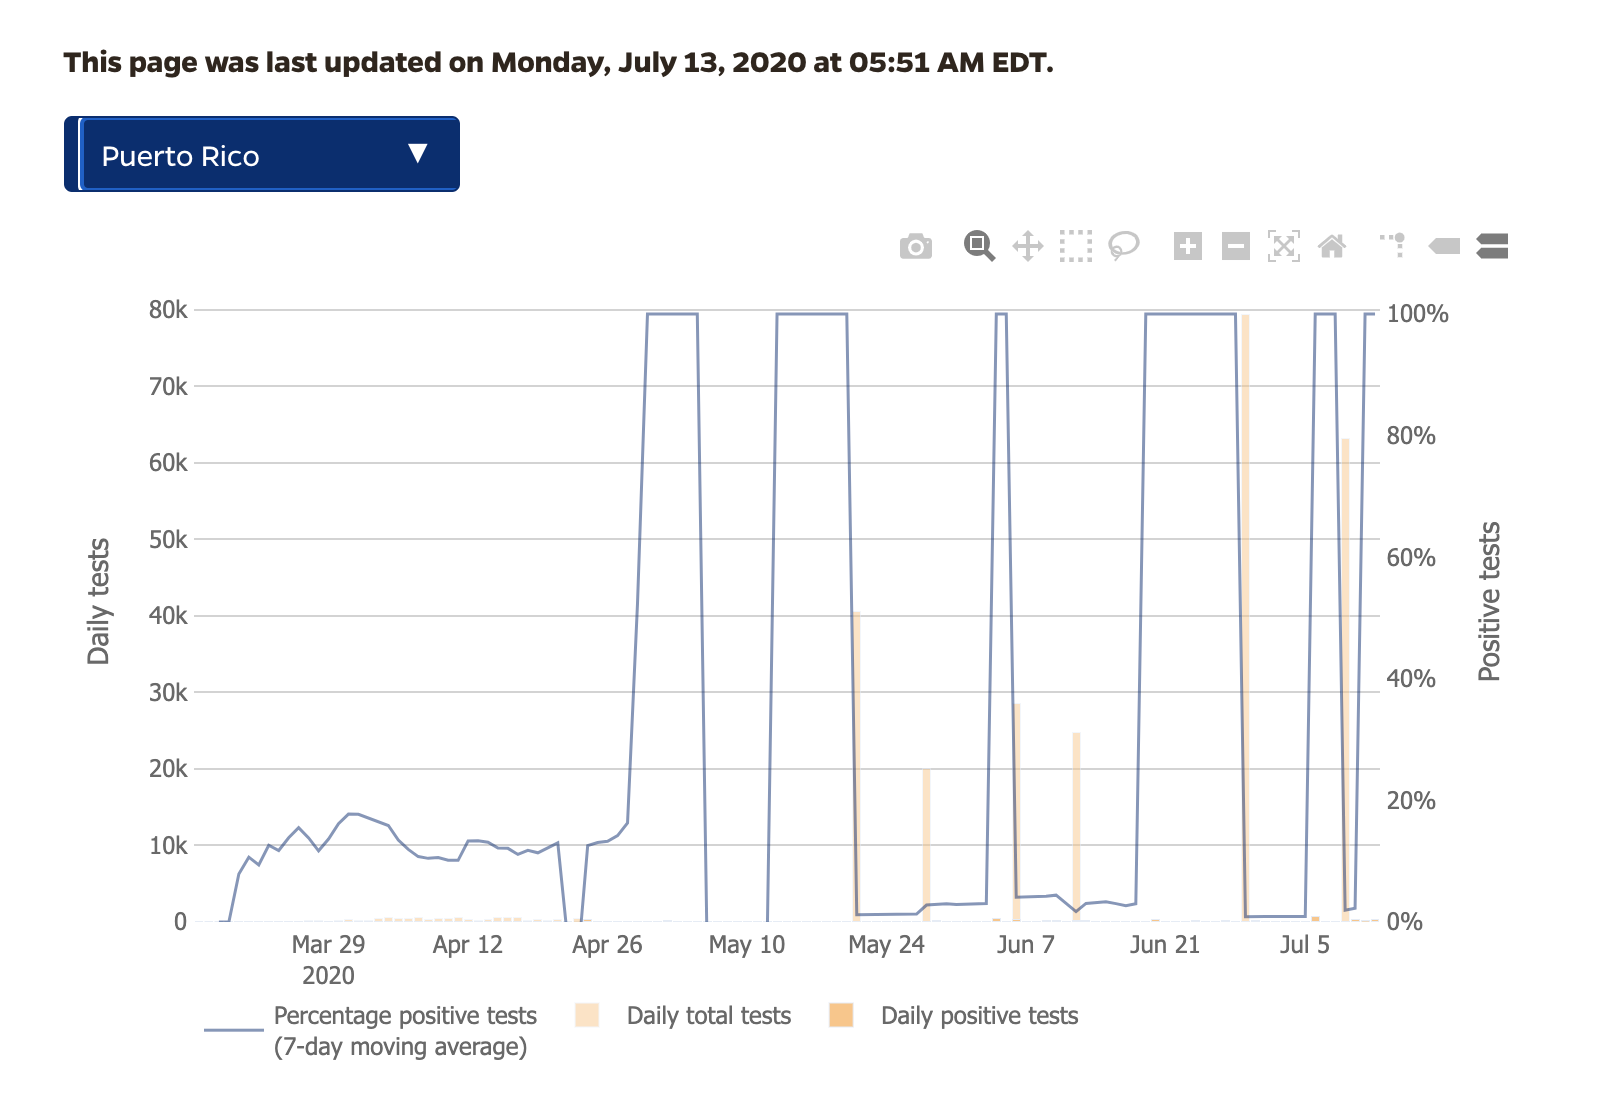 This page was last updated on Monday, July 13, 2020 at 05:51 AM EDT.
Puerto Rico
80k
70k
60k
50k
40k
30k
20k
10k
0
Daily tests
100%
80%
60%
40%
20%
0%
Positive tests
Mar 29
2020
Apr 12
Apr 26
May 10
May 24
Jun 7
Jun 21
Jul 5
Percentage positive tests
(7-day moving average)
Daily total tests
Daily positive tests